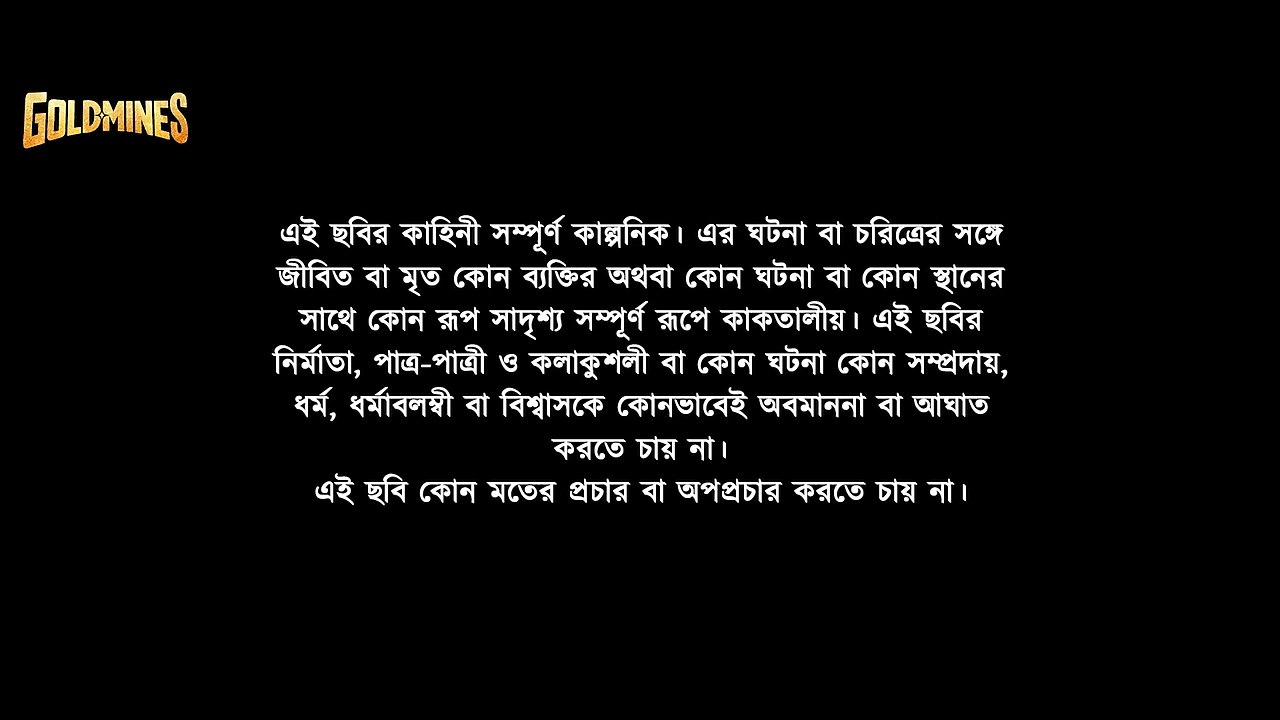 GOLDMINES
এই ছবির কাহিনী সম্পূর্ণ কাল্পনিক। এর ঘটনা বা চরিত্রের সঙ্গে
জীবিত বা মৃত কোন ব্যক্তির অথবা কোন ঘটনা বা কোন স্থানের
সাথে কোন রূপ সাদৃশ্য সম্পূর্ণ রূপে কাকতালীয়। এই ছবির
নির্মাতা, পাত্র-পাত্রী ও কলাকুশলী বা কোন ঘটনা কোন সম্প্রদায়,
ধর্ম, ধর্মাবলম্বী বা বিশ্বাসকে কোনভাবেই অবমাননা বা আঘাত
করতে চায় না।
এই ছবি কোন মতের প্রচার বা অপপ্রচার করতে চায় না।